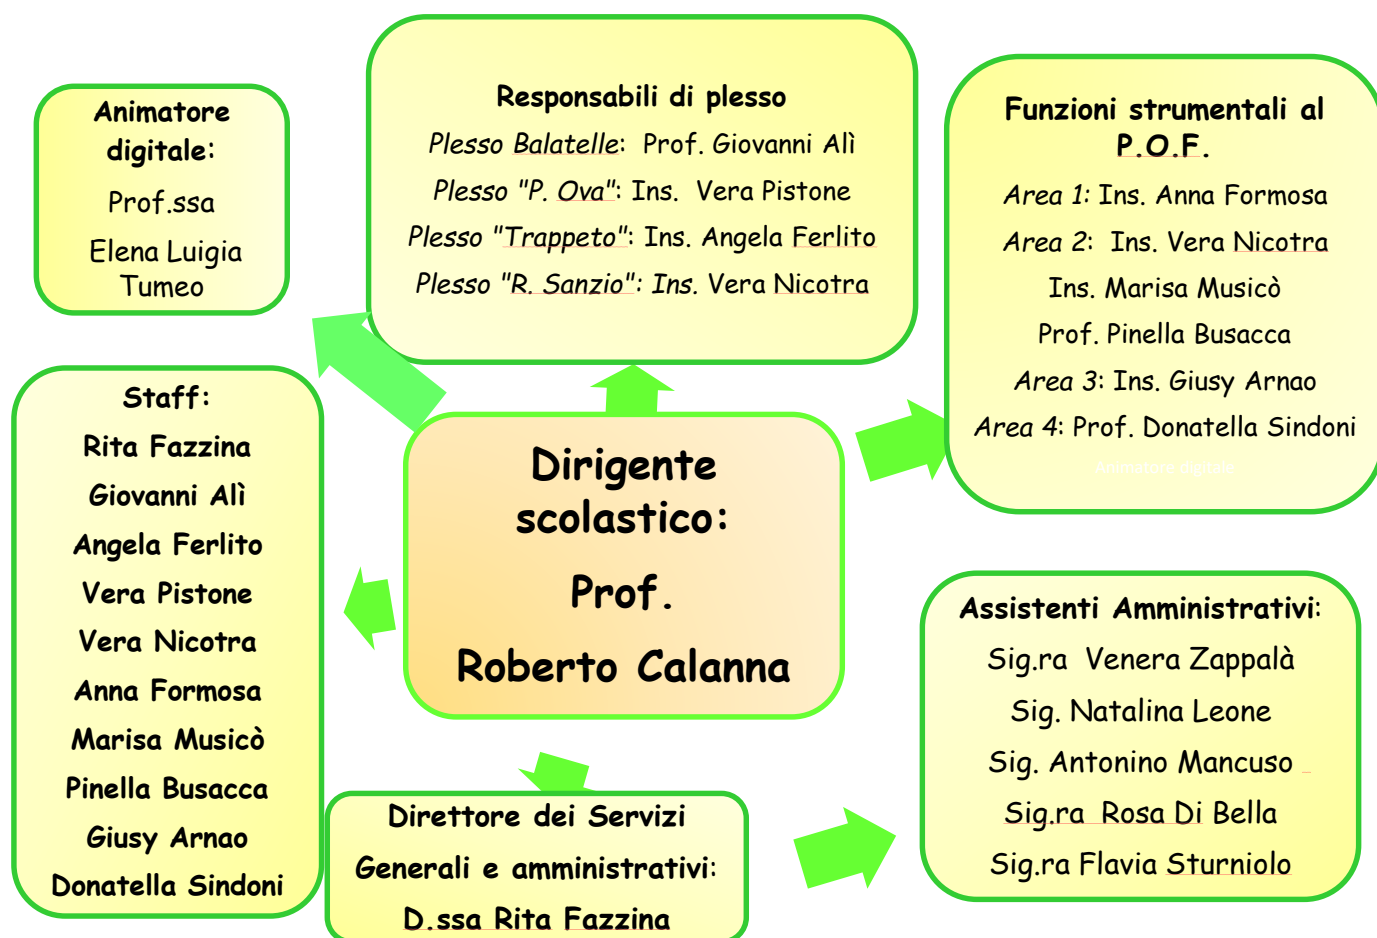 Animatore
digitale:
Prof.ssa
Elena Luigia
Tumeo
Responsabili di plesso
Plesso Balatelle: Prof. Giovanni Alì
Plesso "P. Ova": Ins. Vera Pistone
Plesso "Trappeto": Ins. Angela Ferlito
Plesso "R. Sanzio": Ins. Vera Nicotra
Funzioni strumentali al
P.O.F.
Area 1: Ins. Anna Formosa
Area 2: Ins. Vera Nicotra
Ins. Marisa Musicò
Prof. Pinella Busacca
Area 3: Ins. Giusy Arnao
Area 4: Prof. Donatella Sindoni
Animatore digitale
Staff:
Rita Fazzina
Giovanni Alì
Angela Ferlito
Vera Pistone
Vera Nicotra
Anna Formosa
Marisa Musicò
Pinella Busacca
Giusy Arnao
Donatella Sindoni
Dirigente
scolastico:
Prof.
Roberto Calanna
Direttore dei Servizi
Generali e amministrativi:
D.ssa Rita Fazzina
Assistenti Amministrativi:
Sig.ra Venera Zappalà
Sig. Natalina Leone
Sig. Antonino Mancuso
Sig.ra Rosa Di Bella
Sig.ra Flavia Sturniolo